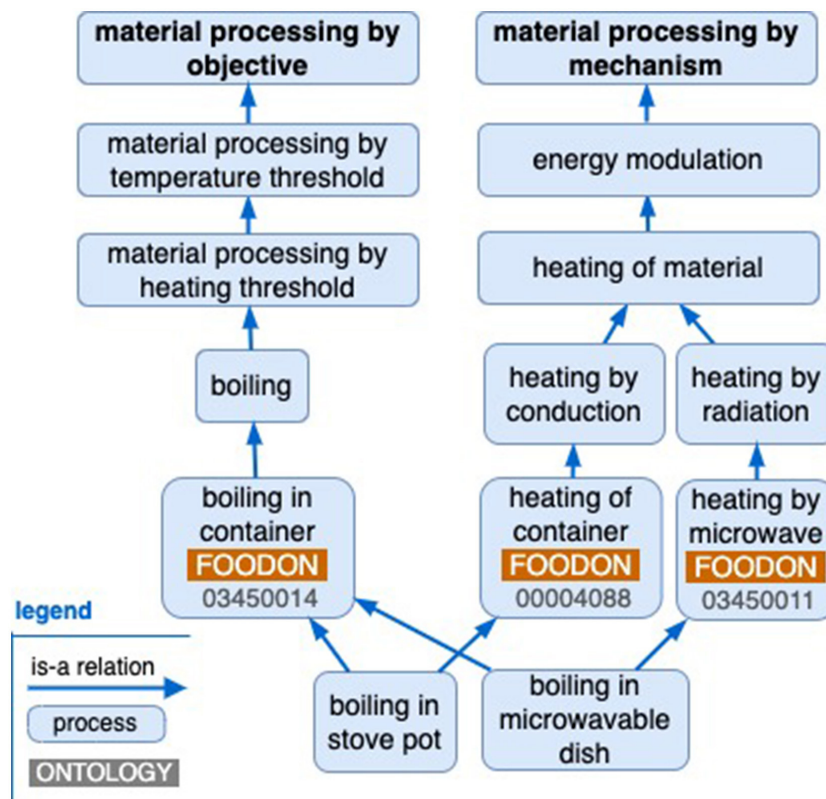 material processing by
objective
material processing by
mechanism
material processing by
temperature threshold
energy modulation
material processing by
heating threshold
heating of material
boiling
heating by
conduction
heating by
radiation
boiling in
container
FOODON
03450014
heating of
container
FOODON
00004088
heating by
microwave
FOODON
03450011
legend
is-a relation
process
ONTOLOGY
boiling in
stove pot
boiling in
microwavable
dish